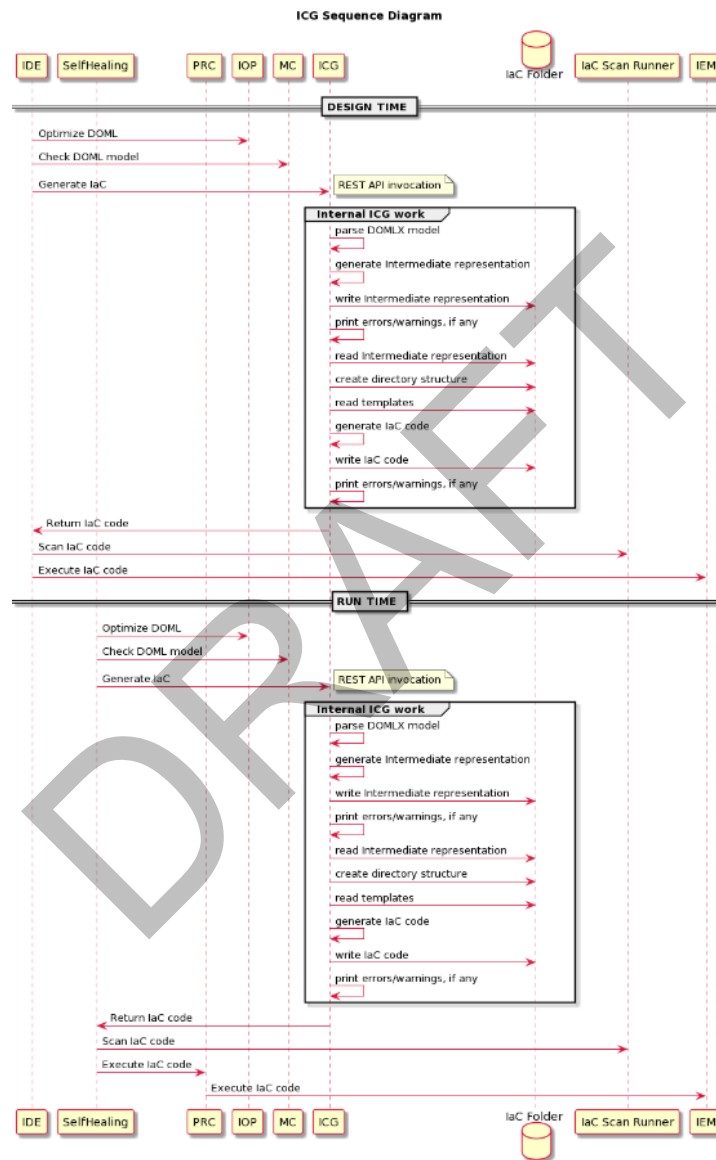 ICG Sequence Diagram
IDE SelfHealing PRC IOP MC ICG IaC Folder IaC Scan Runner IEM
DESIGN TIME
Optimize DOML
Check DOML model
Generate IaC REST API invocation
Internal ICG work
parse DOMLX model
generate Intermediate representation
write Intermediate representation
print errors/warnings, if any
read Intermediate representation
create directory structure
read templates
generate IaC code
write IaC code
print errors/warnings, if any
Return IaC code
Scan IaC code
Execute IaC code
RUN TIME
Optimize DOML
Check DOML model
Generate IaC REST API invocation
Internal ICG work
parse DOMLX model
generate Intermediate representation
write Intermediate representation
print errors/warnings, if any
read Intermediate representation
create directory structure
read templates
generate IaC code
write IaC code
print errors/warnings, if any
Return IaC code
Scan IaC code
Execute IaC code
Execute IaC code
IDE SelfHealing PRC IOP MC ICG IaC Folder IaC Scan Runner IEM
DRAFT